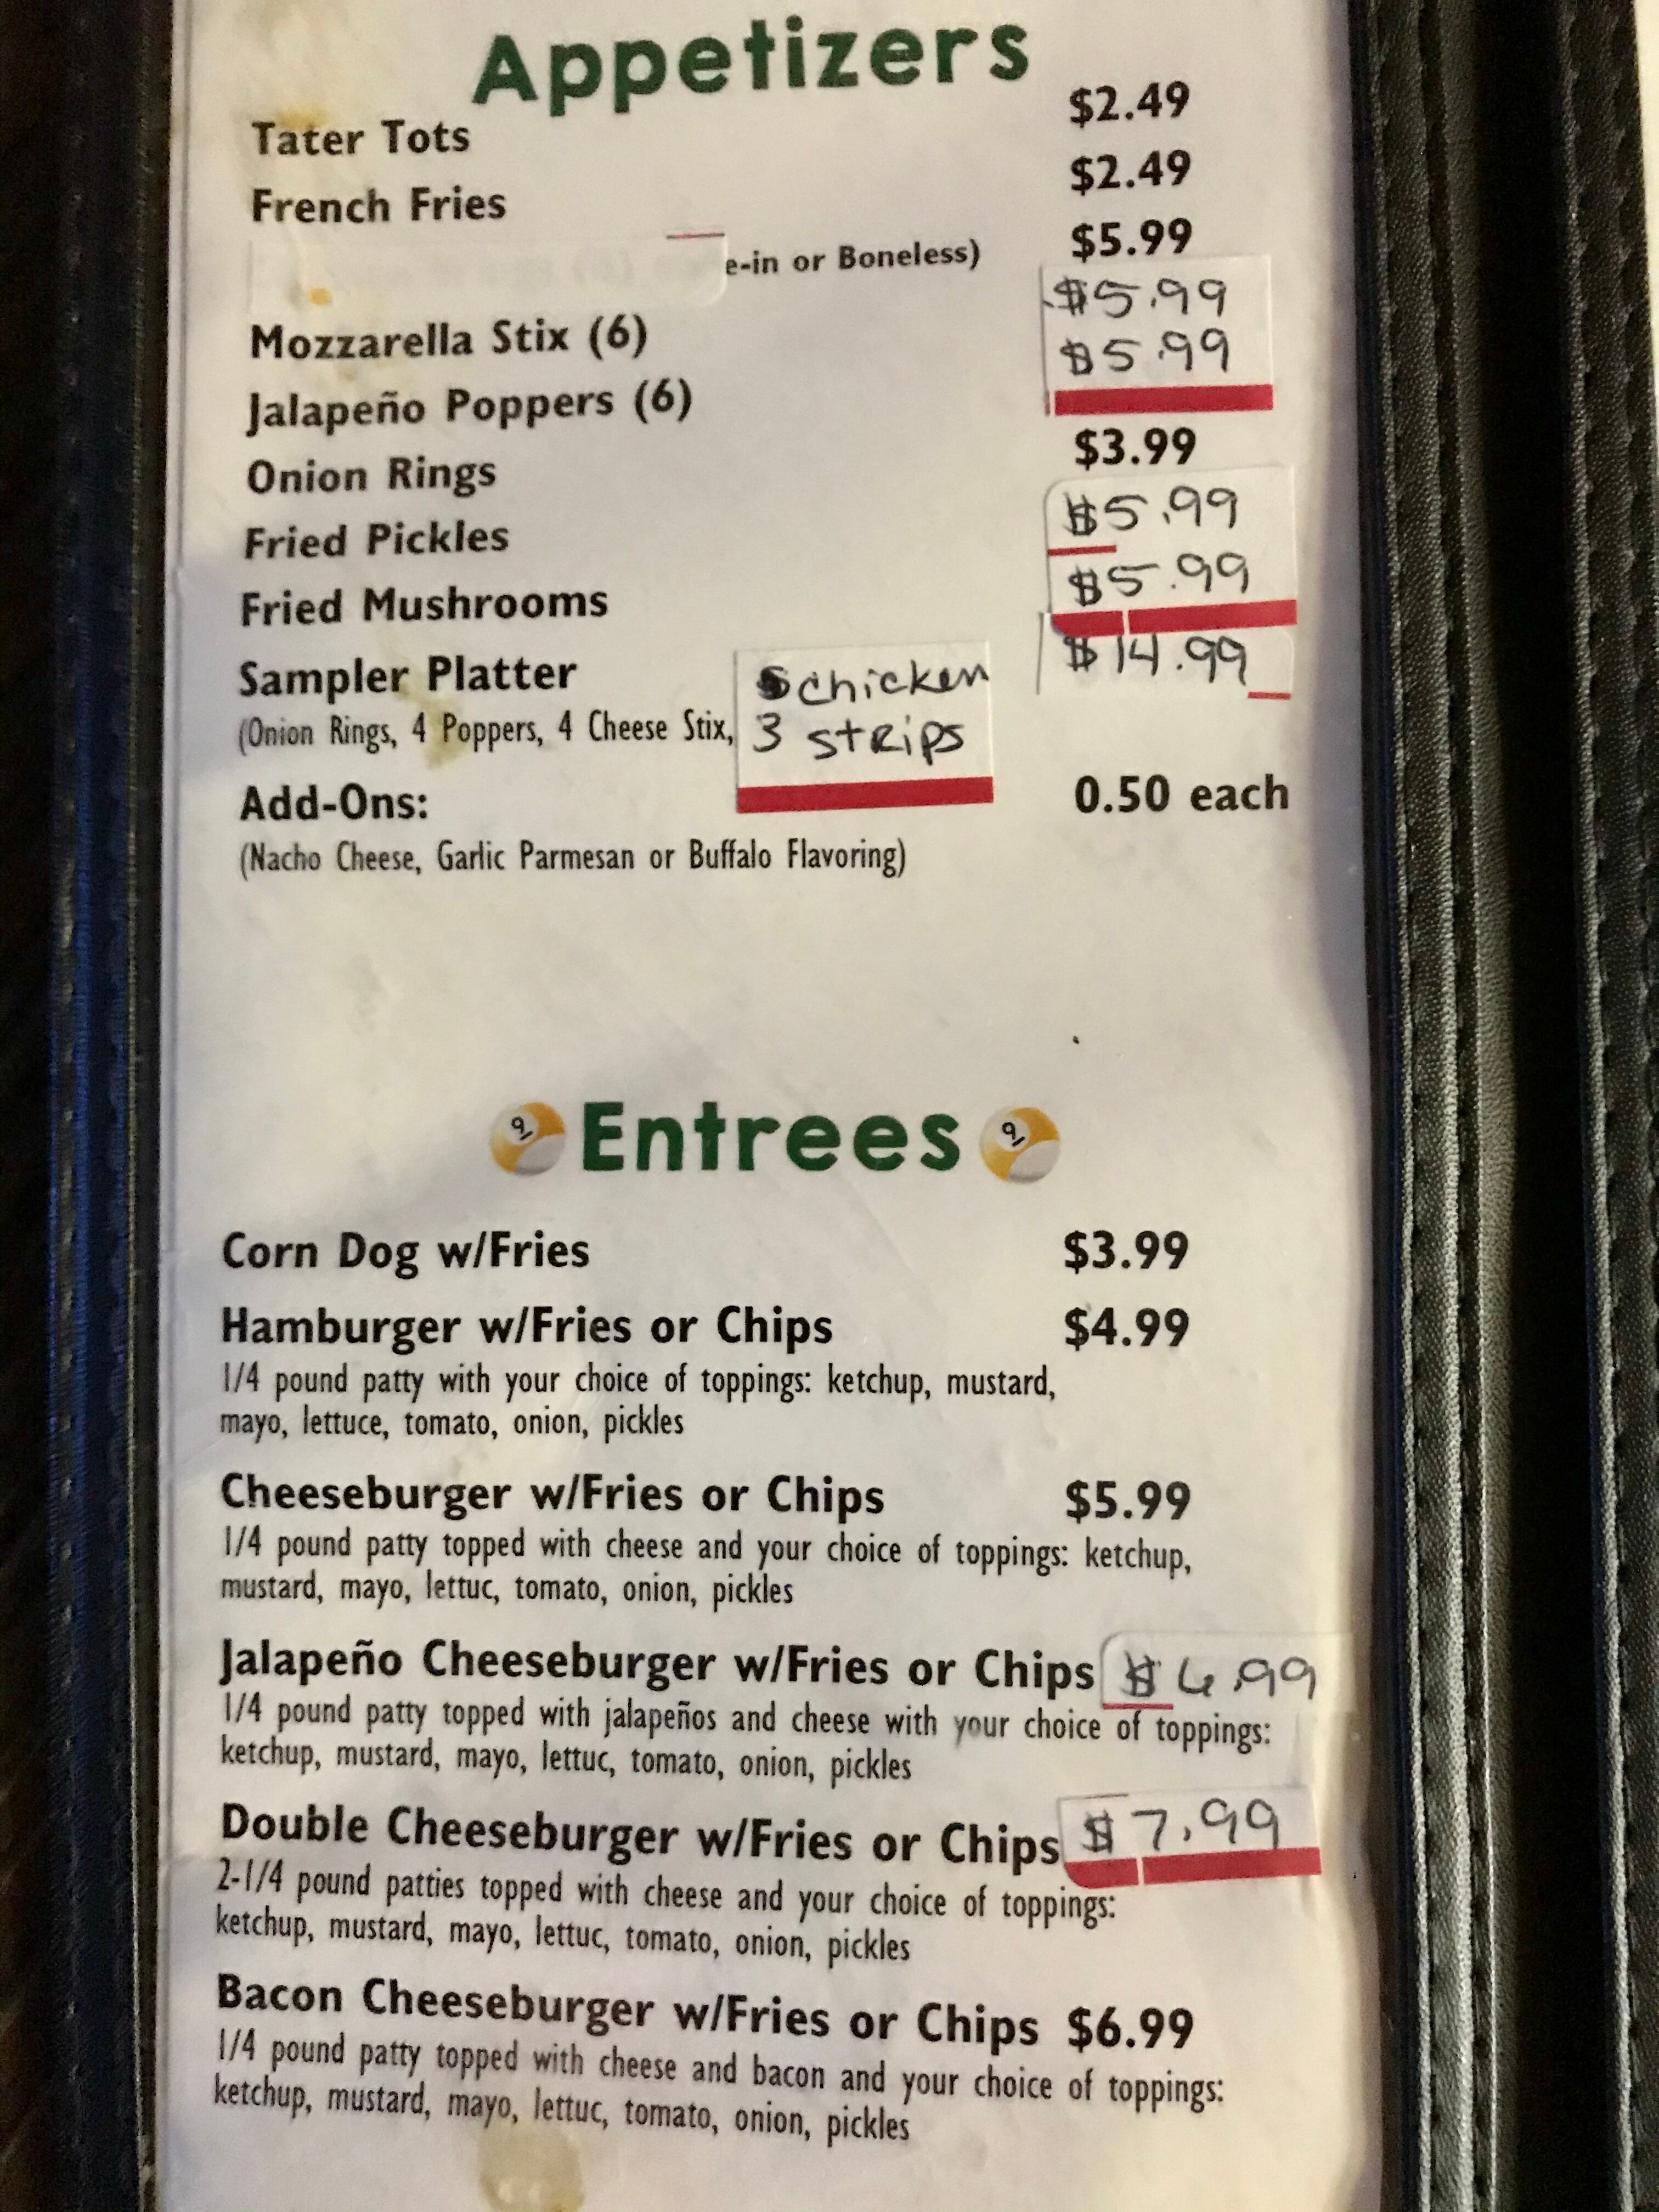 Appetizers
Tater Tots $2.49
French Fries $2.49
e-in or Boneless) $5.99
Mozzarella Stix (6) $5.99
Jalapeño Poppers (6) $5.99
Onion Rings $3.99
Fried Pickles $5.99
Fried Mushrooms $5.99
Sampler Platter chicken $14.99
(Onion Rings, 4 Poppers, 4 Cheese Stix, 3 strips
Add-Ons: 0.50 each
(Nacho Cheese, Garlic Parmesan or Buffalo Flavoring)
9 Entrees 9
Corn Dog w/Fries $3.99
Hamburger w/Fries or Chips $4.99
1/4 pound patty with your choice of toppings: ketchup, mustard,
mayo, lettuce, tomato, onion, pickles
Cheeseburger w/Fries or Chips $5.99
1/4 pound patty topped with cheese and your choice of toppings: ketchup,
mustard, mayo, lettuc, tomato, onion, pickles
Jalapeño Cheeseburger w/Fries or Chips $6.99
1/4 pound patty topped with jalapeños and cheese with your choice of toppings:
ketchup, mustard, mayo, lettuc, tomato, onion, pickles
Double Cheeseburger w/Fries or Chips $7.99
2-1/4 pound patties topped with cheese and your choice of toppings:
ketchup, mustard, mayo, lettuc, tomato, onion, pickles
Bacon Cheeseburger w/Fries or Chips $6.99
1/4 pound patty topped with cheese and bacon and your choice of toppings:
ketchup, mustard, mayo, lettuc, tomato, onion, pickles